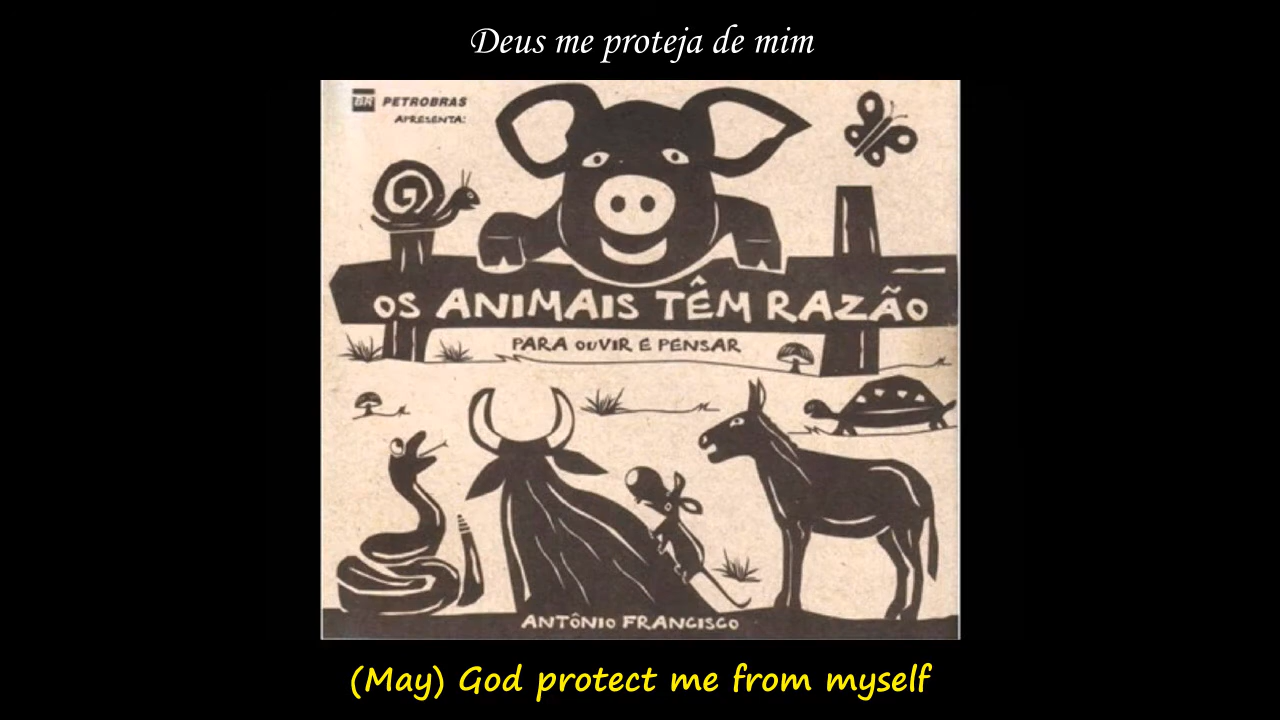 Deus me proteja de mim
BR PETROBRAS
APRESENTA:
OS ANIMAIS TÊM RAZÃO
PARA OUVIR E PENSAR
ANTÔNIO FRANCISCO
(May) God protect me from myself